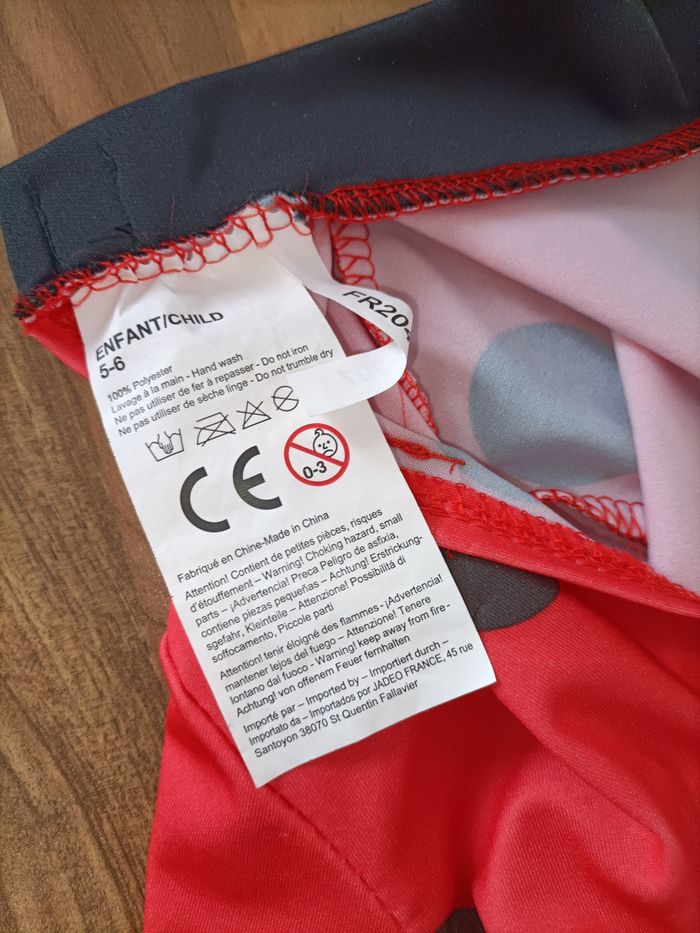 ENFANT/CHILD
5-6
100% Polyester
Lavage à la main - Hand wash
Ne pas utiliser de fer à repasser - Do not iron
Ne pas utiliser de sèche linge - Do not trumble dry
FR204
CE
0-3
Fabriqué en Chine-Made in China
Attention! Contient de petites pièces, risques
d'étouffement – Warning! Choking hazard, small
parts – ¡Advertencia! Preca Peligro de asfixia,
contiene piezas pequeñas – Achtung! Erstrickung-
sgefahr, Kleinteile – Attenzione! Possibilità di
soffocamento, Piccole parti
Attention! tenir éloigné des flammes - ¡Advertencia!
mantener lejos del fuego – Attenzione! Tenere
lontano dal fuoco - Warning! keep away from fire -
Achtung! von offenem Feuer fernhalten
Importé par – Imported by – Importiert durch –
Importato da – Importados por JADEO FRANCE, 45 rue
Santoyon 38070 St Quentin Fallavier